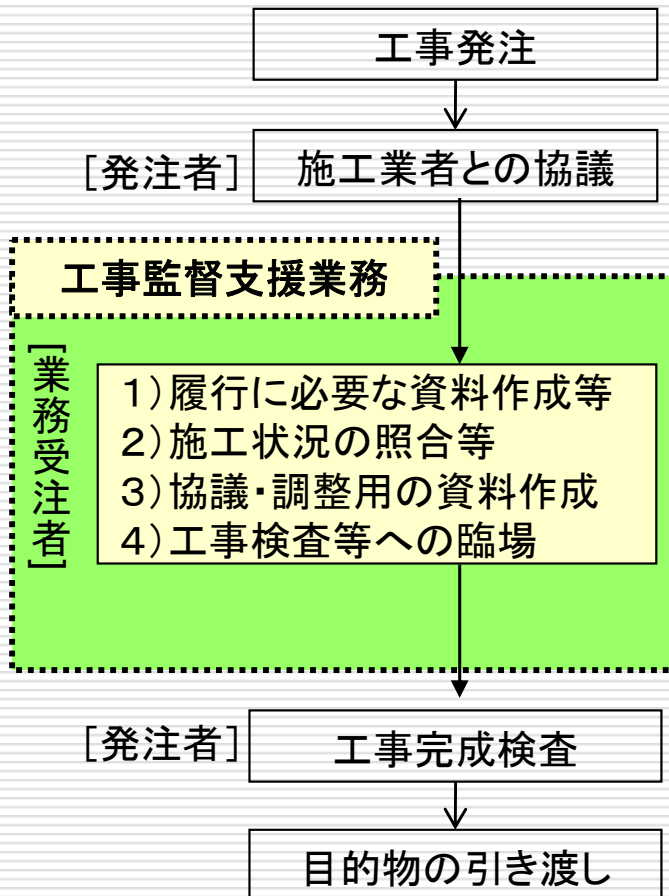 工事発注
[発注者]
施工業者との協議
工事監督支援業務
[業務受注者]
1)履行に必要な資料作成等
2)施工状況の照合等
3)協議・調整用の資料作成
4)工事検査等への臨場
[発注者]
工事完成検査
目的物の引き渡し